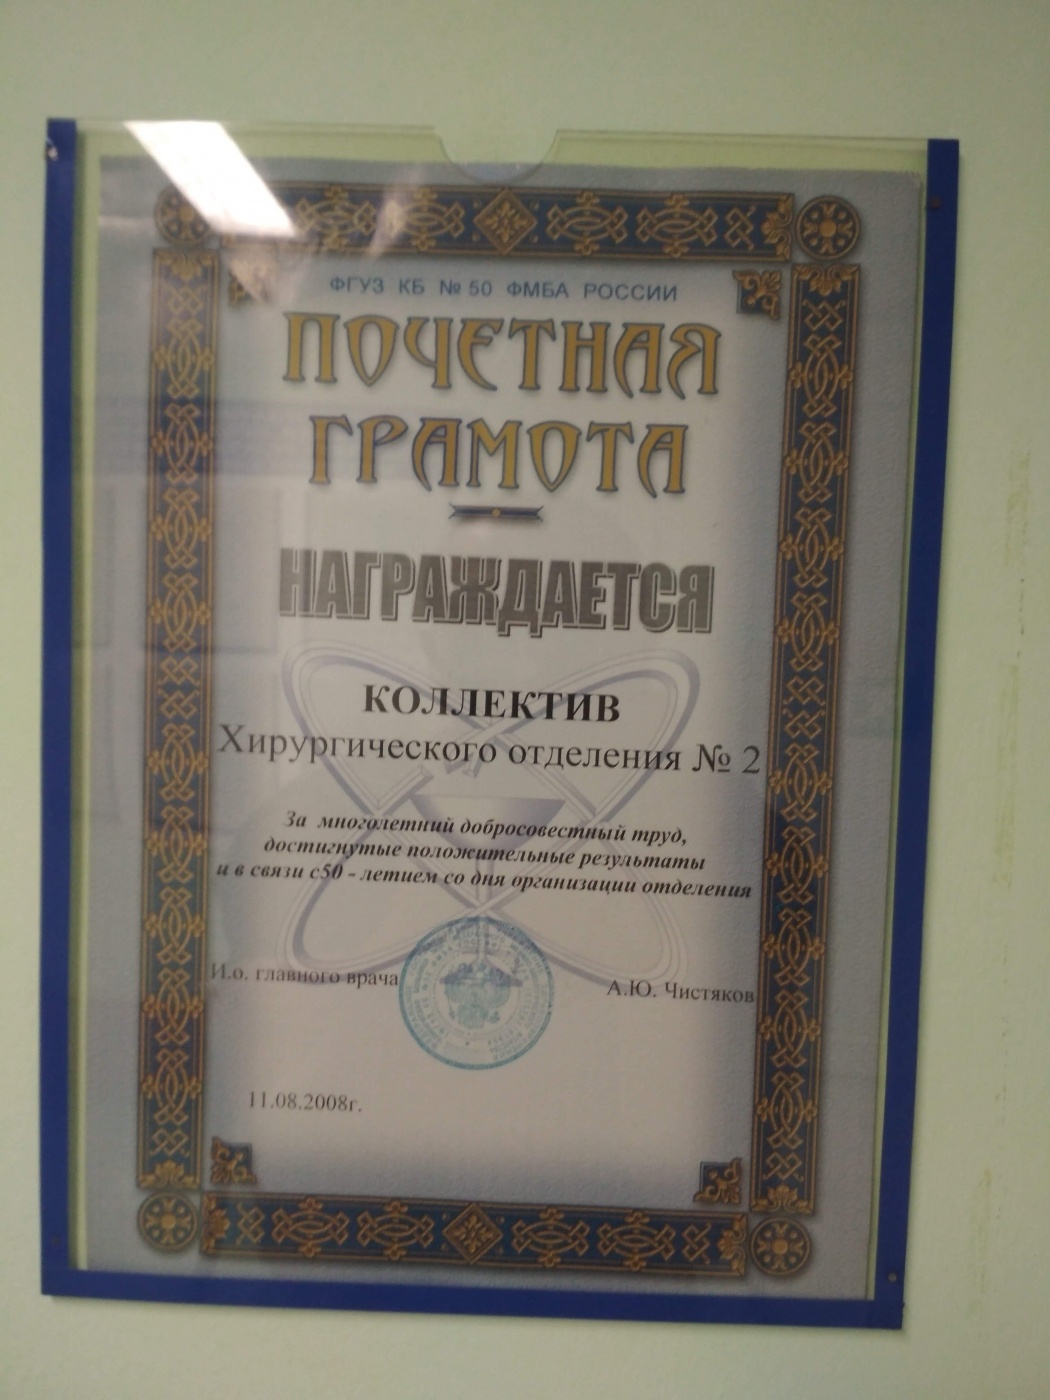 ФГУЗ КБ № 50 ФМБА РОССИИ
ПОЧЕТНАЯ
ГРАМОТА
НАГРАЖДАЕТСЯ
КОЛЛЕКТИВ
Хирургического отделения № 2
За многолетний добросовестный труд,
достигнутые положительные результаты
и в связи с50 - летием со дня организации отделения
И.о. главного врача
А.Ю. Чистяков
11.08.2008г.